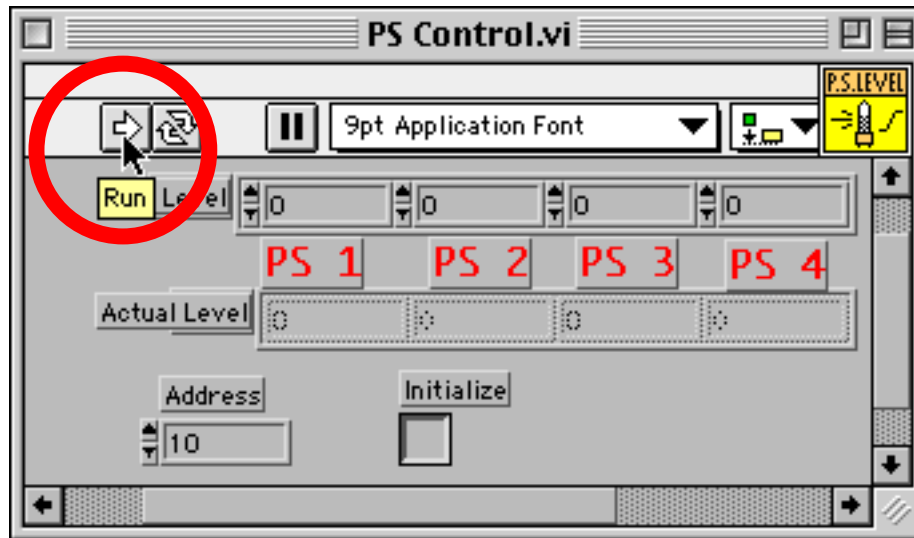 PS Control.vi
P.S.LEVEL
9pt Application Font
Run Level 0 0 0 0
PS 1 PS 2 PS 3 PS 4
Actual Level 0 0 0 0
Address Initialize
10